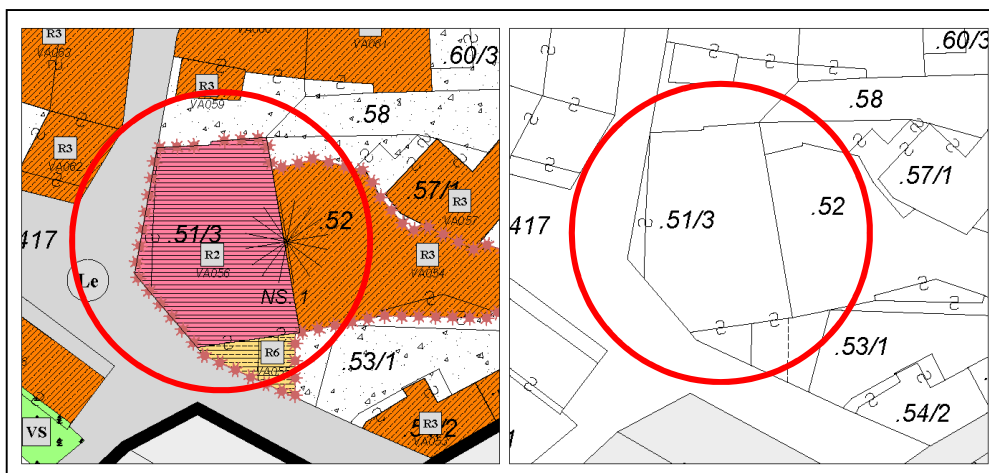 R3
VA063
VA060
VA061
.60/3
R3
VA059
.58
R3
VA062
.57/1
R3
VA057
.52
.51/3
417
R2
VA056
R3
VA054
Le
NS. 1
R6
.53/1
R3
VS
.60/3
.58
.57/1
.51/3
.52
417
.53/1
.54/2